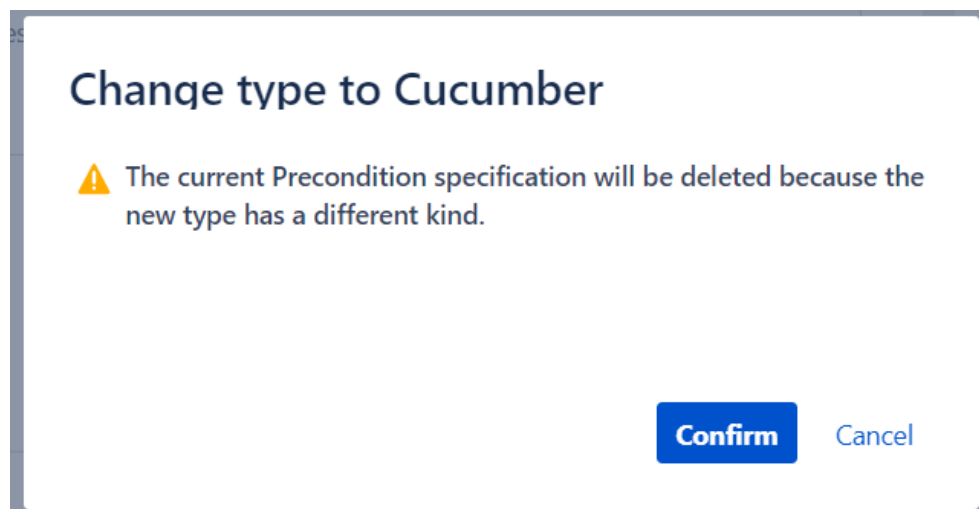 Change type to Cucumber
The current Precondition specification will be deleted because the
new type has a different kind.
Confirm Cancel